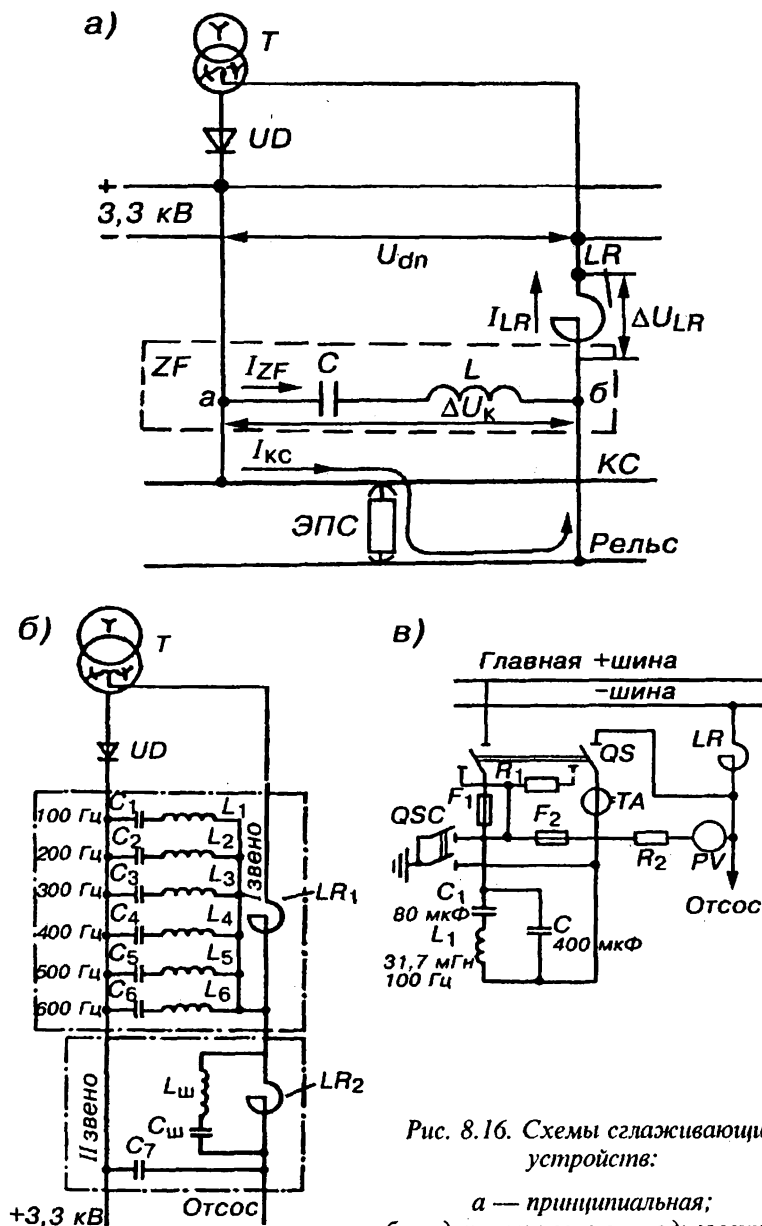 а)
T
UD
+
3,3 кВ
−
Udn
LR
ILR
ΔULR
ZF
IZF
C
L
а
б
ΔUк
Iкс
КС
ЭПС
Рельс
б)
T
UD
100 Гц C1 L1
200 Гц C2 L2
300 Гц C3 L3
400 Гц C4 L4
500 Гц C5 L5
600 Гц C6 L6
I звено
LR1
II звено
Lш
Cш
LR2
C7
+3,3 кВ
Отсос
в)
Главная +шина
−шина
LR
QS
R1
F1
TA
QSC
F2
R2
PV
C1
80 мкФ
L1
31,7 мГн
100 Гц
C
400 мкФ
Отсос
Рис. 8.16. Схемы сглаживающи
устройств:
а — принципиальная;